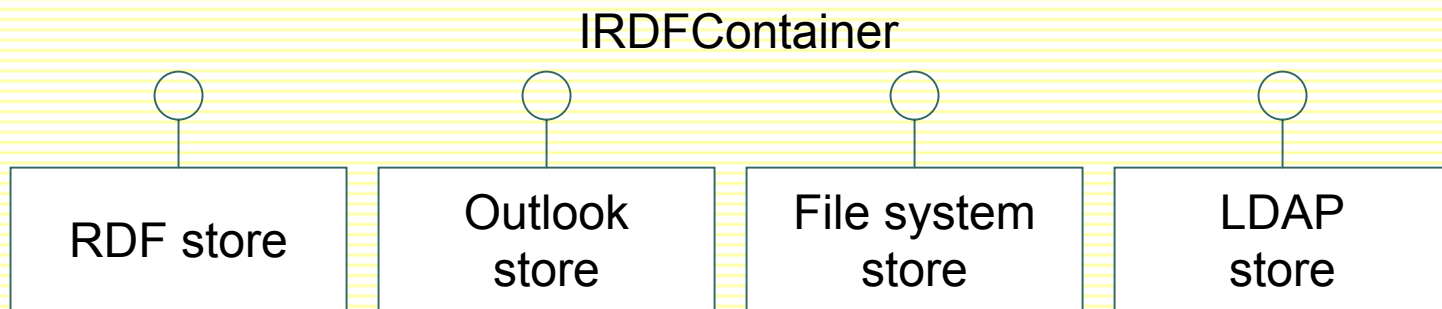 IRDFContainer
RDF store
Outlook
store
File system
store
LDAP
store